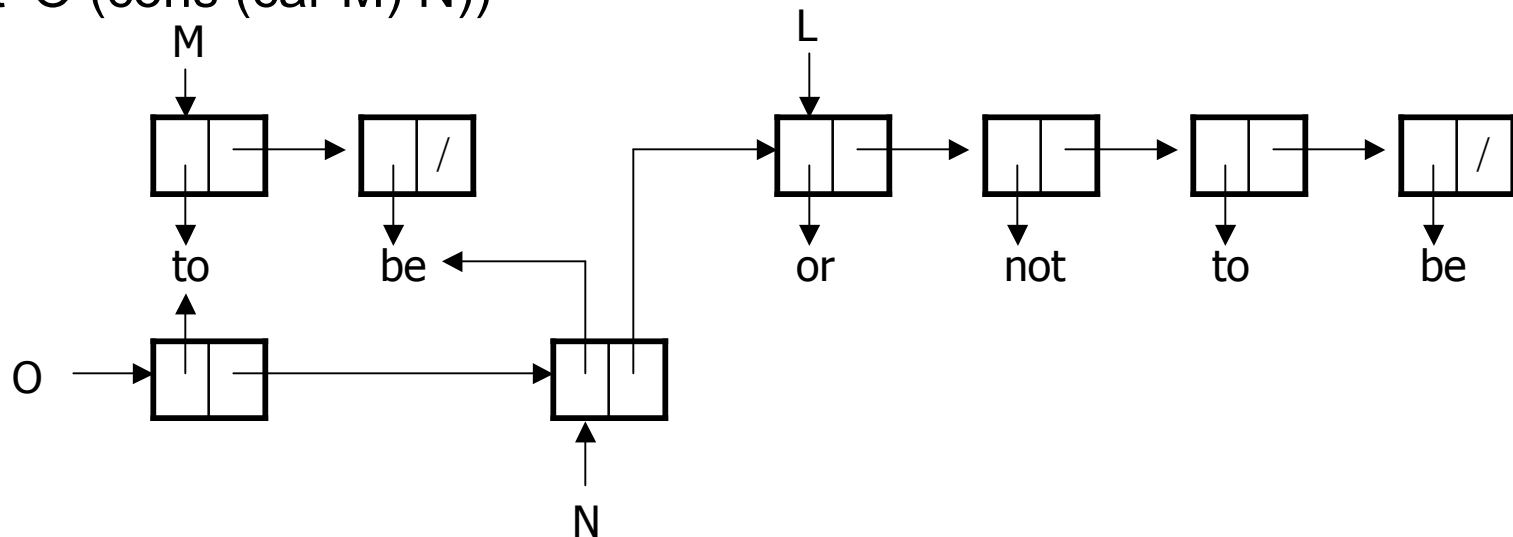 'O (cons (car M) N))
M L
/ /
to be or not to be
O
N